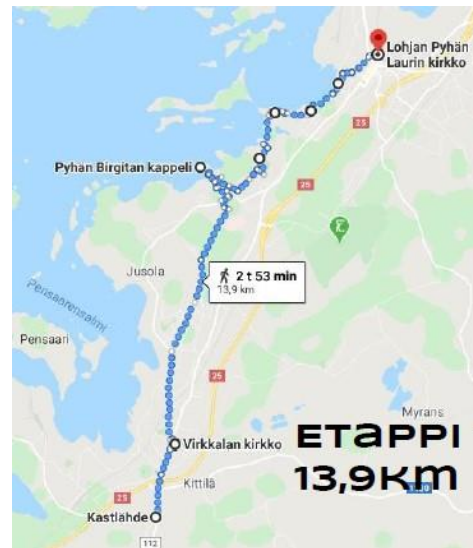 Lohjan Pyhän
Laurin kirkko
25
Pyhän Birgitan kappeli
25
Jusola
2 t 53 min
13,9 km
Pensaarensalmi
Pensaari
25
Myrans
ETAPPI
Virkkalan kirkko
13,9KM
Kittilä
25
Kastlähde
112